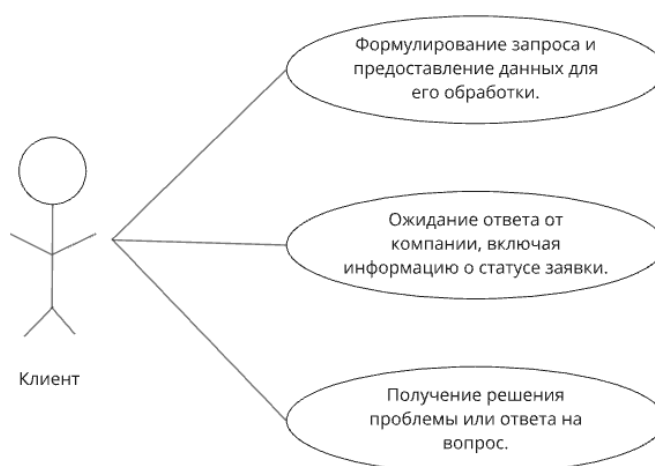 Формулирование запроса и
предоставление данных для
его обработки.
Ожидание ответа от
компании, включая
информацию о статусе заявки.
Клиент
Получение решения
проблемы или ответа на
вопрос.